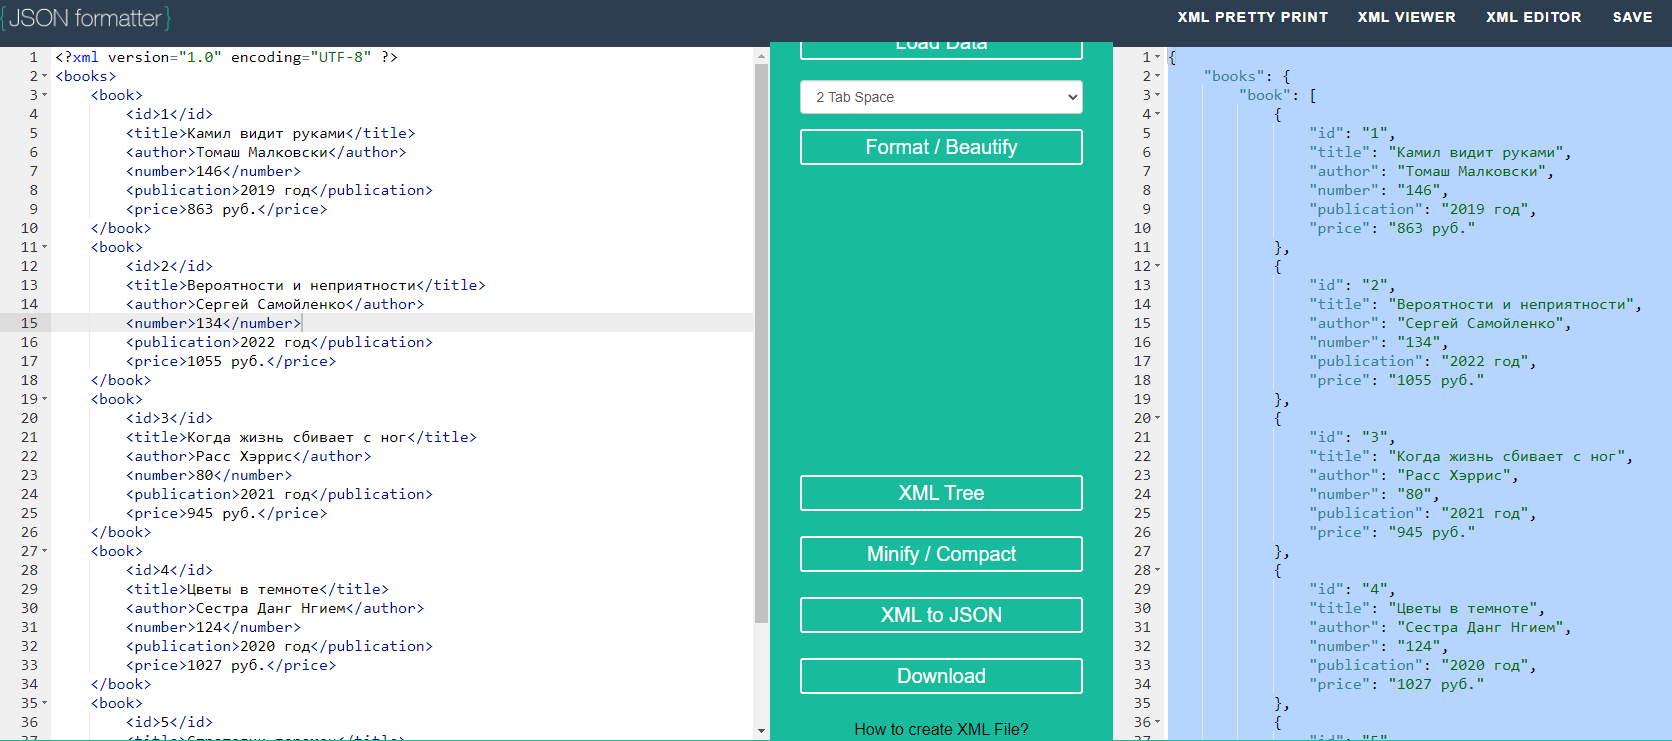 {JSON formatter}
XML PRETTY PRINT XML VIEWER XML EDITOR SAVE
1 <?xml version="1.0" encoding="UTF-8" ?>
2 <books>
3 <book>
4 <id>1</id>
5 <title>Камил видит руками</title>
6 <author>Томаш Малковски</author>
7 <number>146</number>
8 <publication>2019 год</publication>
9 <price>863 руб.</price>
10 </book>
11 <book>
12 <id>2</id>
13 <title>Вероятности и неприятности</title>
14 <author>Сергей Самойленко</author>
15 <number>134</number>
16 <publication>2022 год</publication>
17 <price>1055 руб.</price>
18 </book>
19 <book>
20 <id>3</id>
21 <title>Когда жизнь сбивает с ног</title>
22 <author>Расс Хэррис</author>
23 <number>80</number>
24 <publication>2021 год</publication>
25 <price>945 руб.</price>
26 </book>
27 <book>
28 <id>4</id>
29 <title>Цветы в темноте</title>
30 <author>Сестра Данг Нгием</author>
31 <number>124</number>
32 <publication>2020 год</publication>
33 <price>1027 руб.</price>
34 </book>
35 <book>
36 <id>5</id>
Load Data
2 Tab Space
Format / Beautify
XML Tree
Minify / Compact
XML to JSON
Download
How to create XML File?
1 {
2 "books": {
3 "book": [
4 {
5 "id": "1",
6 "title": "Камил видит руками",
7 "author": "Томаш Малковски",
8 "number": "146",
9 "publication": "2019 год",
10 "price": "863 руб."
11 },
12 {
13 "id": "2",
14 "title": "Вероятности и неприятности",
15 "author": "Сергей Самойленко",
16 "number": "134",
17 "publication": "2022 год",
18 "price": "1055 руб."
19 },
20 {
21 "id": "3",
22 "title": "Когда жизнь сбивает с ног",
23 "author": "Расс Хэррис",
24 "number": "80",
25 "publication": "2021 год",
26 "price": "945 руб."
27 },
28 {
29 "id": "4",
30 "title": "Цветы в темноте",
31 "author": "Сестра Данг Нгием",
32 "number": "124",
33 "publication": "2020 год",
34 "price": "1027 руб."
35 },
36 {
37 "id": "5",